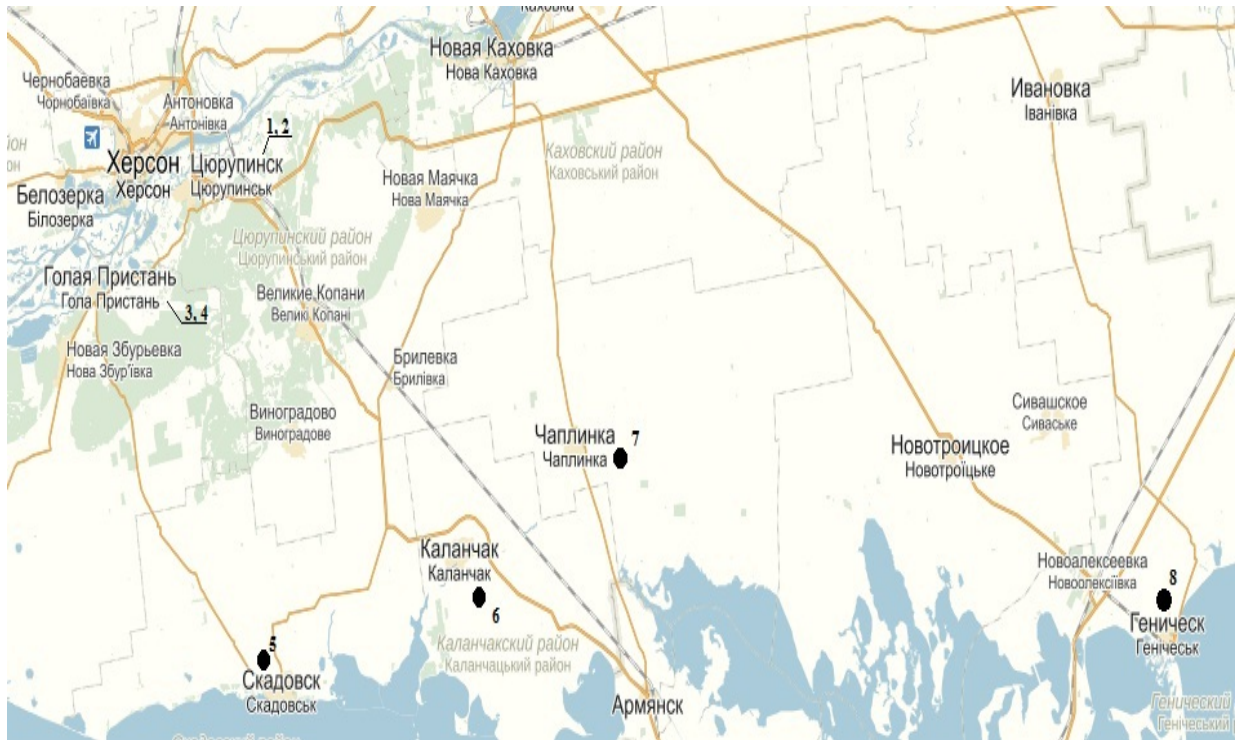 Каховка
Новая Каховка
Нова Каховка
Чернобаевка
Чорнобаївка
Антоновка
Антонівка
Ивановка
Іванівка
1, 2
Херсон
Херсон
Цюрупинск
Цюрупинськ
Каховский район
Каховський район
Новая Маячка
Нова Маячка
Белозерка
Білозерка
район
район
Цюрупинский район
Цюрупинський район
Голая Пристань
Гола Пристань
3, 4
Великие Копани
Великі Копані
Новая Збурьевка
Нова Збур'ївка
Брилевка
Брилівка
Виноградово
Виноградове
Сивашское
Сиваське
Чаплинка
Чаплинка
7
Новотроицкое
Новотроїцьке
Каланчак
Каланчак
6
Новоалексеевка
Новоолексіївка
8
Геническ
Генічеськ
Каланчакский район
Каланчацький район
5
Скадовск
Скадовськ
Армянск
Генический
Генічеський